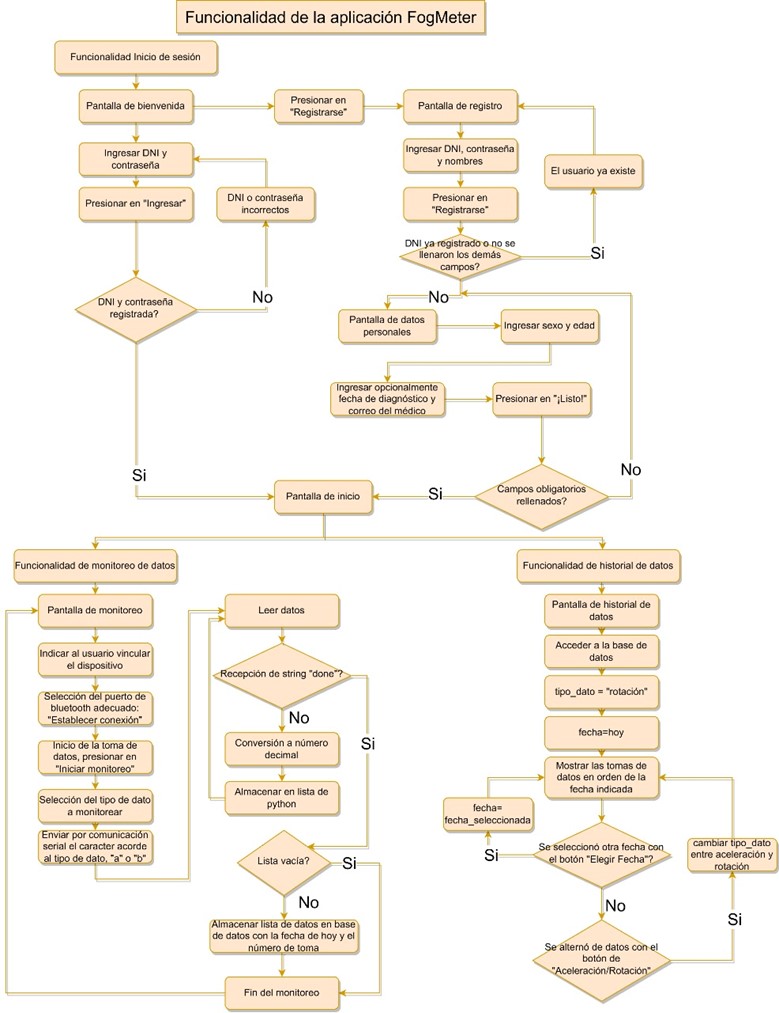 Funcionalidad de la aplicación FogMeter
Funcionalidad Inicio de sesión
Pantalla de bienvenida
Presionar en
"Registrarse"
Pantalla de registro
Ingresar DNI y
contraseña
Ingresar DNI, contraseña
y nombres
El usuario ya existe
Presionar en "Ingresar"
DNI o contraseña
incorrectos
Presionar en
"Registrarse"
DNI ya registrado o no se
llenaron los demás
campos?
Si
No
DNI y contraseña
registrada?
No
Pantalla de datos
personales
Ingresar sexo y edad
Ingresar opcionalmente
fecha de diagnóstico y
correo del médico
Presionar en "¡Listo!"
No
Si
Pantalla de inicio
Si
Campos obligatorios
rellenados?
Funcionalidad de monitoreo de datos
Pantalla de monitoreo
Indicar al usuario vincular
el dispositivo
Selección del puerto de
bluetooth adecuado:
"Establecer conexión"
Inicio de la toma de
datos, presionar en
"Iniciar monitoreo"
Selección del tipo de dato
a monitorear
Enviar por comunicación
serial el caracter acorde
al tipo de dato, "a" o "b"
Leer datos
Recepción de string "done"?
No
Si
Conversión a número
decimal
Almacenar en lista de
python
Lista vacía?
Si
No
Almacenar lista de datos en base
de datos con la fecha de hoy y el
número de toma
Fin del monitoreo
Funcionalidad de historial de datos
Pantalla de historial de
datos
Acceder a la base de
datos
tipo_dato = "rotación"
fecha=hoy
Mostrar las tomas de
datos en orden de la
fecha indicada
fecha=
fecha_seleccionada
Si
Se seleccionó otra fecha con
el botón "Elegir Fecha"?
cambiar tipo_dato
entre aceleración y
rotación
No
Si
Se alternó de datos con el
botón de
"Aceleración/Rotación"